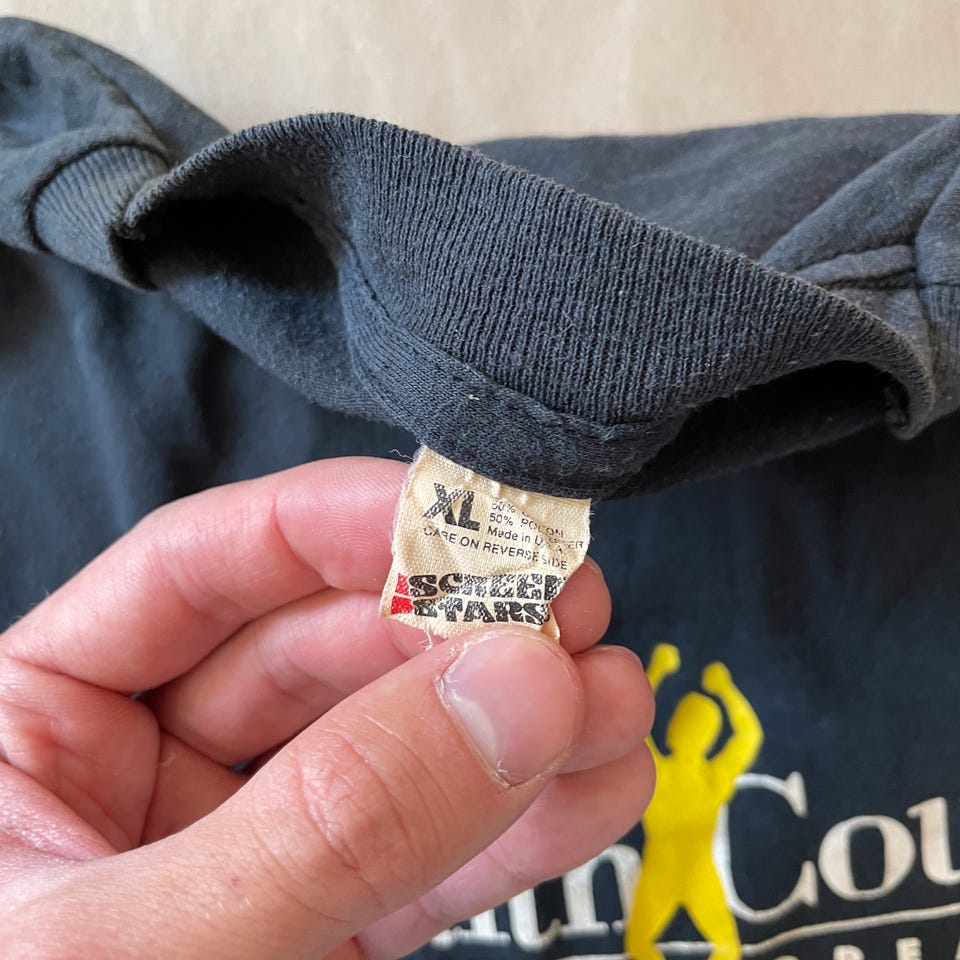 XL
50%
50%
Made in
CARE ON REVERSE SIDE
SCREEN
STARS
Cou